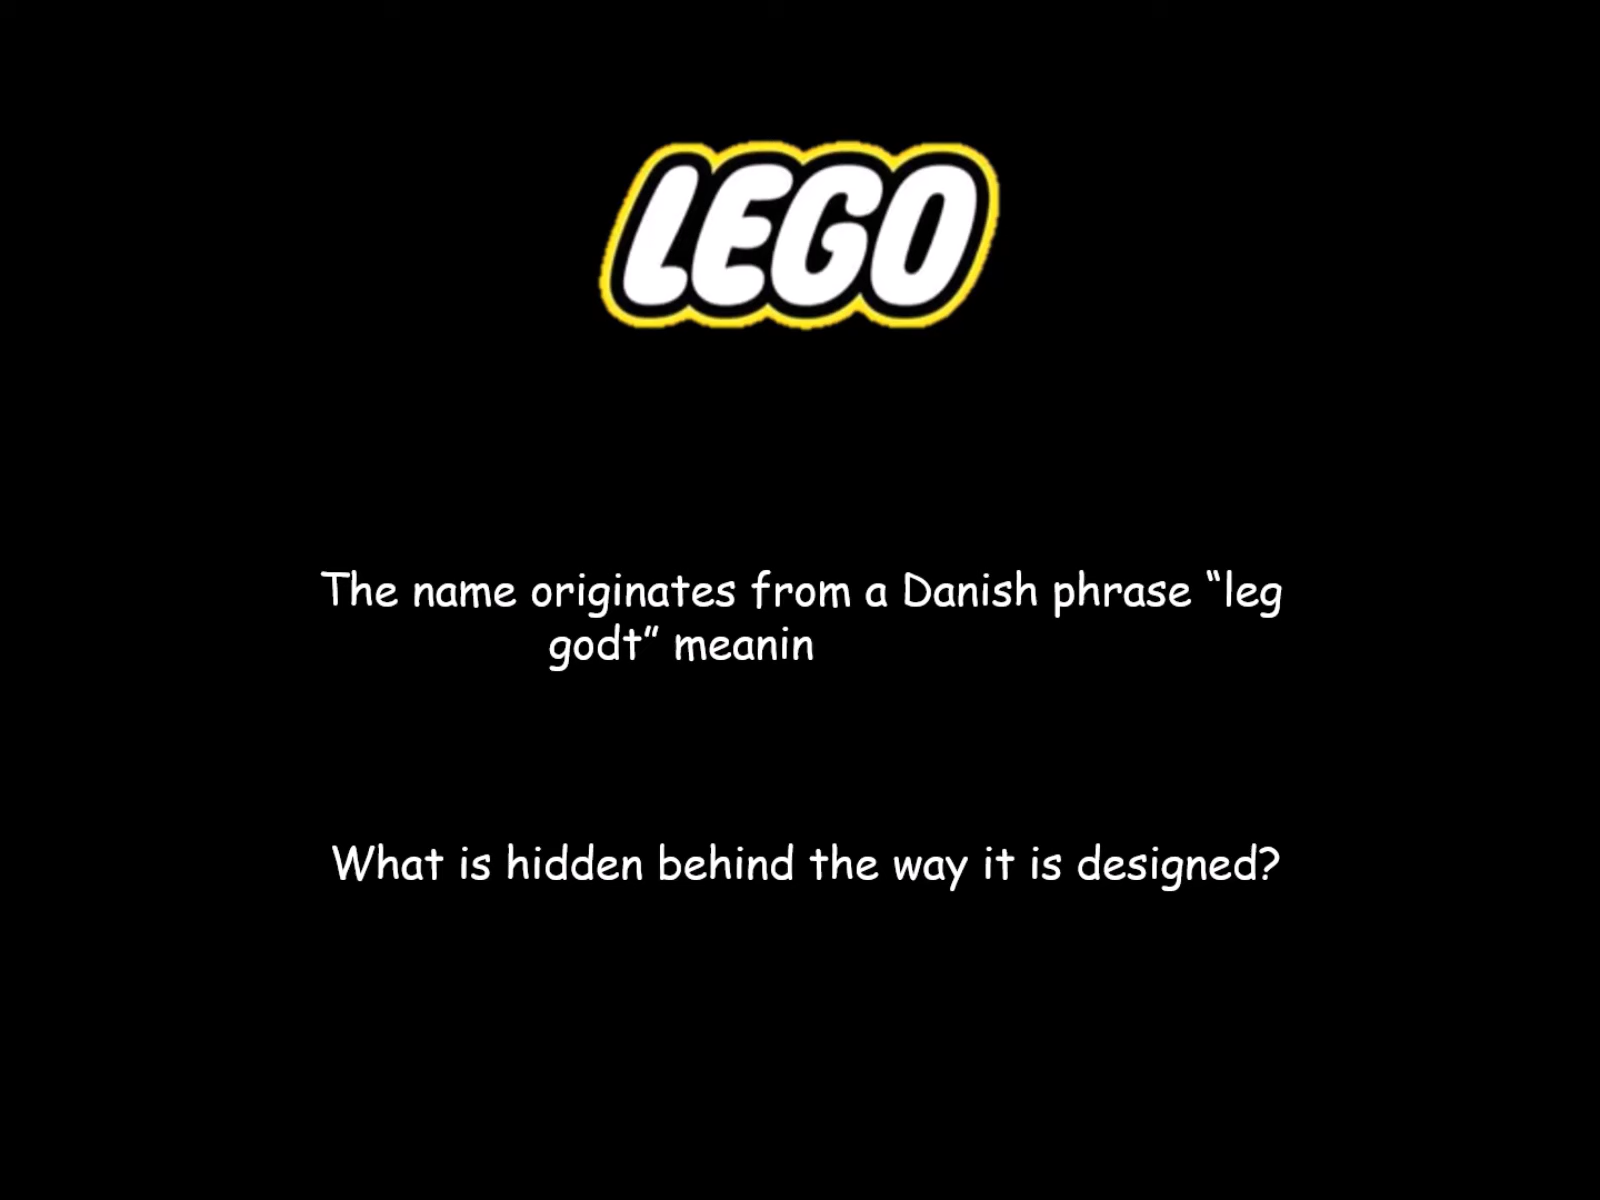 LEGO
The name originates from a Danish phrase “leg
godt” meanin
What is hidden behind the way it is designed?